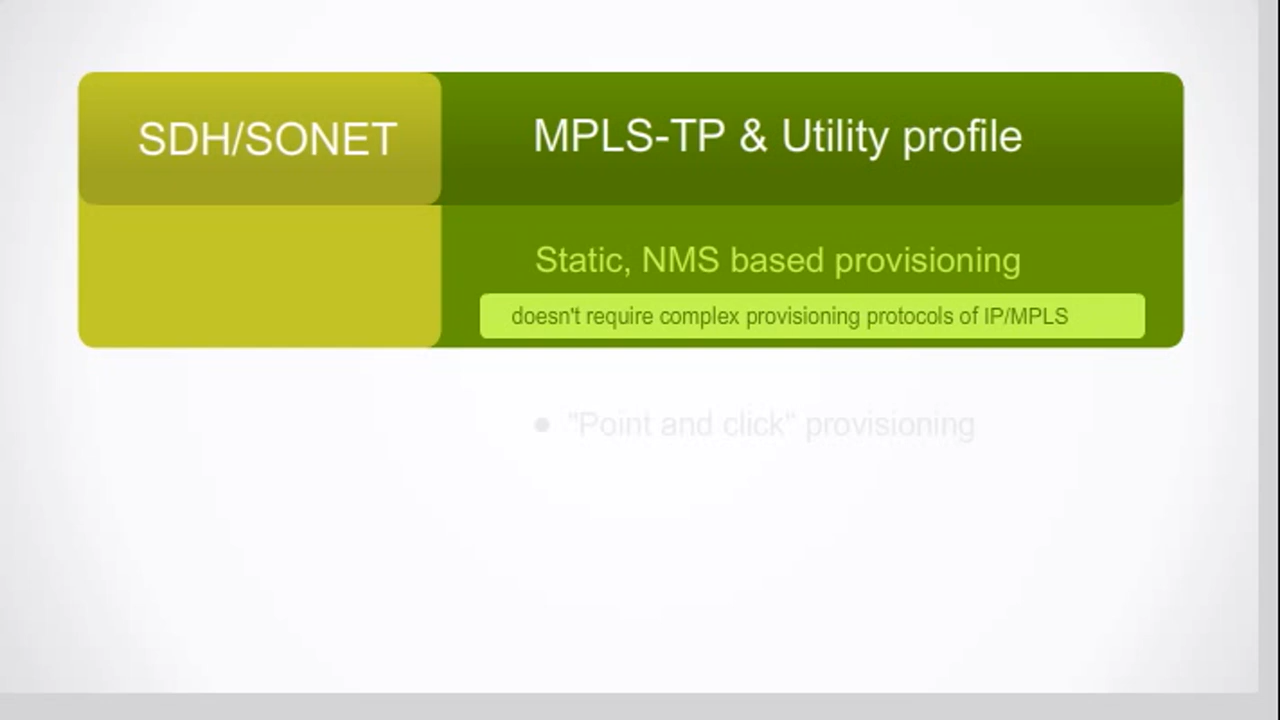 SDH/SONET
MPLS-TP & Utility profile
Static, NMS based provisioning
doesn't require complex provisioning protocols of IP/MPLS
• "Point and click" provisioning